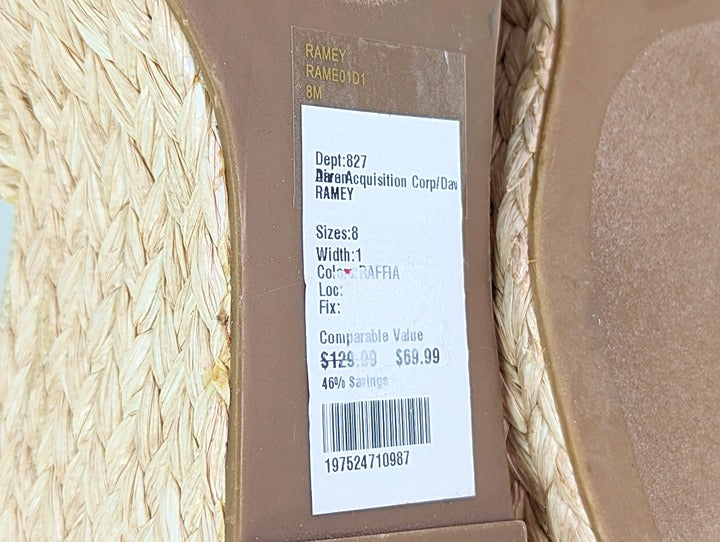 RAMEY
RAME01D1
8M
Dept:827
Acquisition Corp/Dav
RAMEY
Sizes:8
Width:1
Colors:RAFFIA
Loc:
Fix:
Comparable Value
$129.99 $69.99
46% Savings
197524710987